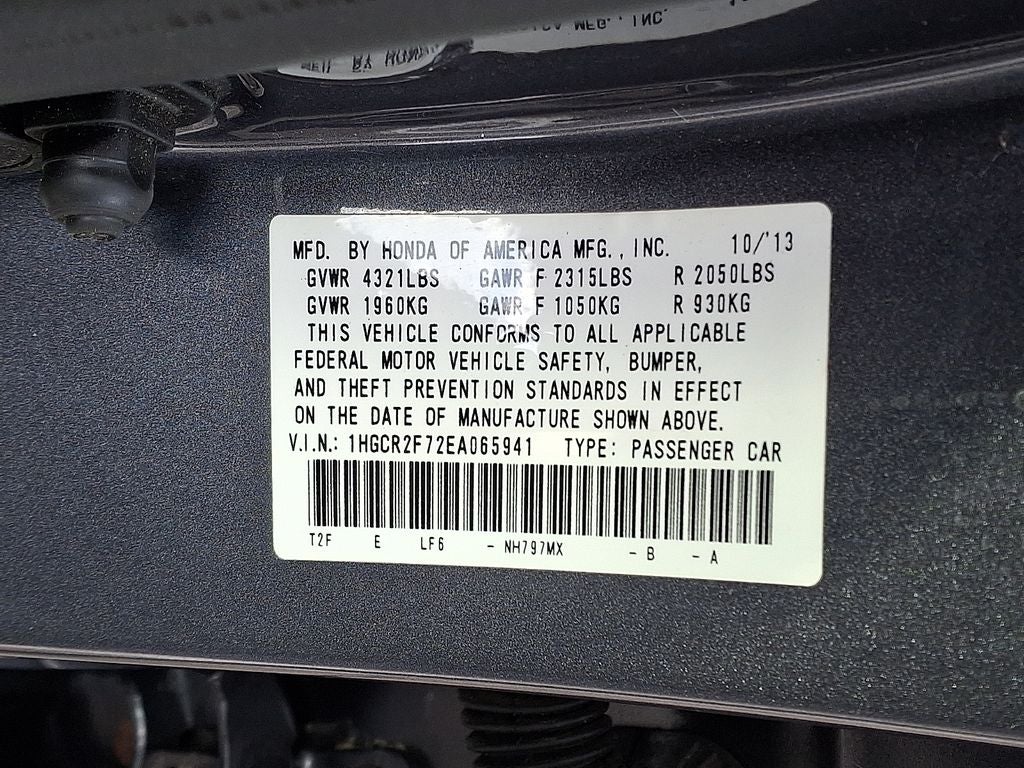 MFD. BY HONDA OF AMERICA MFG., INC. 10/'13
GVWR 4321LBS GAWR F 2315LBS R 2050LBS
GVWR 1960KG GAWR F 1050KG R 930KG
THIS VEHICLE CONFORMS TO ALL APPLICABLE
FEDERAL MOTOR VEHICLE SAFETY, BUMPER,
AND THEFT PREVENTION STANDARDS IN EFFECT
ON THE DATE OF MANUFACTURE SHOWN ABOVE.
V.I.N.: 1HGCR2F72EA065941 TYPE: PASSENGER CAR
T2F E LF6 - NH797MX - B - A